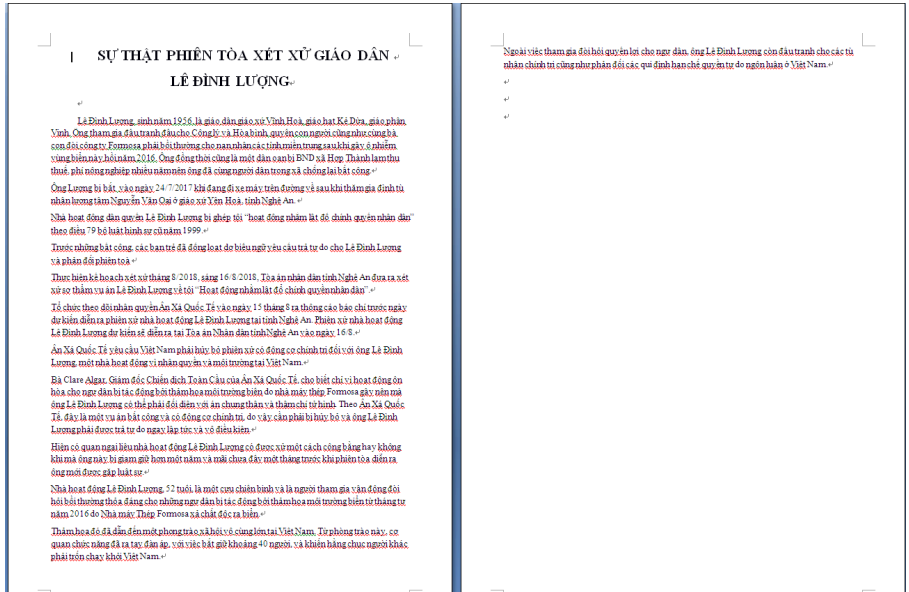 SỰ THẬT PHIÊN TÒA XÉT XỬ GIÁO DÂN
LÊ ĐÌNH LƯỢNG
Lê Đình Lượng, sinh năm 1956, là giáo dân giáo xứ Vĩnh Hoà, giáo hạt Kẻ Dừa, giáo phận
Vinh. Ông tham gia đấu tranh đâu cho Công lý và Hòa bình, quyền con người cũng như cùng bà
con đòi công ty Formosa phải bồi thường cho nạn nhân các tỉnh miền trung sau khi gây ô nhiễm
vùng biển này hồi năm 2016. Ông đồng thời cũng là một dân oan bị BND xã Hợp Thành lạm thu
thuế, phí nông nghiệp nhiều năm nên ông đã cùng người dân trong xã chống lại bất công.
Ông Lượng bị bắt vào ngày 24/7/2017 khi đang đi xe máy trên đường về sau khi thăm gia đình tù
nhân lương tâm Nguyễn Văn Oai ở giáo xứ Yên Hoà, tỉnh Nghệ An.
Nhà hoạt động dân quyền Lê Đình Lượng bị ghép tội “hoạt động nhằm lật đổ chính quyền nhân dân”
theo điều 79 bộ luật hình sự cũ năm 1999.
Trước những bất công, các bạn trẻ đã đồng loạt dơ biểu ngữ yêu cầu trả tự do cho Lê Đình Lượng
và phản đối phiên toà
Thực hiện kế hoạch xét xử tháng 8/2018, sáng 16/8/2018, Tòa án nhân dân tỉnh Nghệ An đưa ra xét
xử sơ thẩm vụ án Lê Đình Lượng về tội “Hoạt động nhằm lật đổ chính quyền nhân dân”.
Tổ chức theo dõi nhân quyền Ân Xá Quốc Tế vào ngày 15 tháng 8 ra thông cáo báo chí trước ngày
dự kiến diễn ra phiên xử nhà hoạt động Lê Đình Lượng tại tỉnh Nghệ An. Phiên xử nhà hoạt động
Lê Đình Lượng dự kiến sẽ diễn ra tại Tòa án Nhân dân tỉnh Nghệ An vào ngày 16/8.
Ân Xá Quốc Tế yêu cầu Việt Nam phải hủy bỏ phiên xử có động cơ chính trị đối với ông Lê Đình
Lượng, một nhà hoạt động vì nhân quyền và môi trường tại Việt Nam.
Bà Clare Algar, Giám đốc Chiến dịch Toàn Cầu của Ân Xá Quốc Tế, cho biết chỉ vì hoạt động ôn
hòa cho ngư dân bị tác động bởi thảm họa môi trường biển do nhà máy thép Formosa gây nên mà
ông Lê Đình Lượng có thể phải đối diện với án chung thân và thậm chí tử hình. Theo Ân Xá Quốc
Tế, đây là một vụ án bất công và có động cơ chính trị, do vậy cần phải bị hủy bỏ và ông Lê Đình
Lượng phải được trả tự do ngay lập tức và vô điều kiện.
Hiện có quan ngại liệu nhà hoạt động Lê Đình Lượng có được xử một cách công bằng hay không
khi mà ông này bị giam giữ hơn một năm và mãi chưa đầy một tháng trước khi phiên tòa diễn ra
ông mới được gặp luật sư.
Nhà hoạt động Lê Đình Lượng, 52 tuổi, là một cựu chiến binh và là người tham gia vận động đòi
hỏi bồi thường thỏa đáng cho những ngư dân bị tác động bởi thảm họa môi trường biển từ tháng tư
năm 2016 do Nhà máy Thép Formosa xả chất độc ra biển.
Thảm họa đó đã dẫn đến một phong trào xã hội vô cùng lớn tại Việt Nam. Từ phong trào này, cơ
quan chức năng đã ra tay đàn áp, với việc bắt giữ khoảng 40 người, và khiến hàng chục người khác
phải trốn chạy khỏi Việt Nam.
Ngoài việc tham gia đòi hỏi quyền lợi cho ngư dân, ông Lê Đình Lượng còn đấu tranh cho các tù
nhân chính trị cũng như phản đối các qui định hạn chế quyền tự do ngôn luận ở Việt Nam.